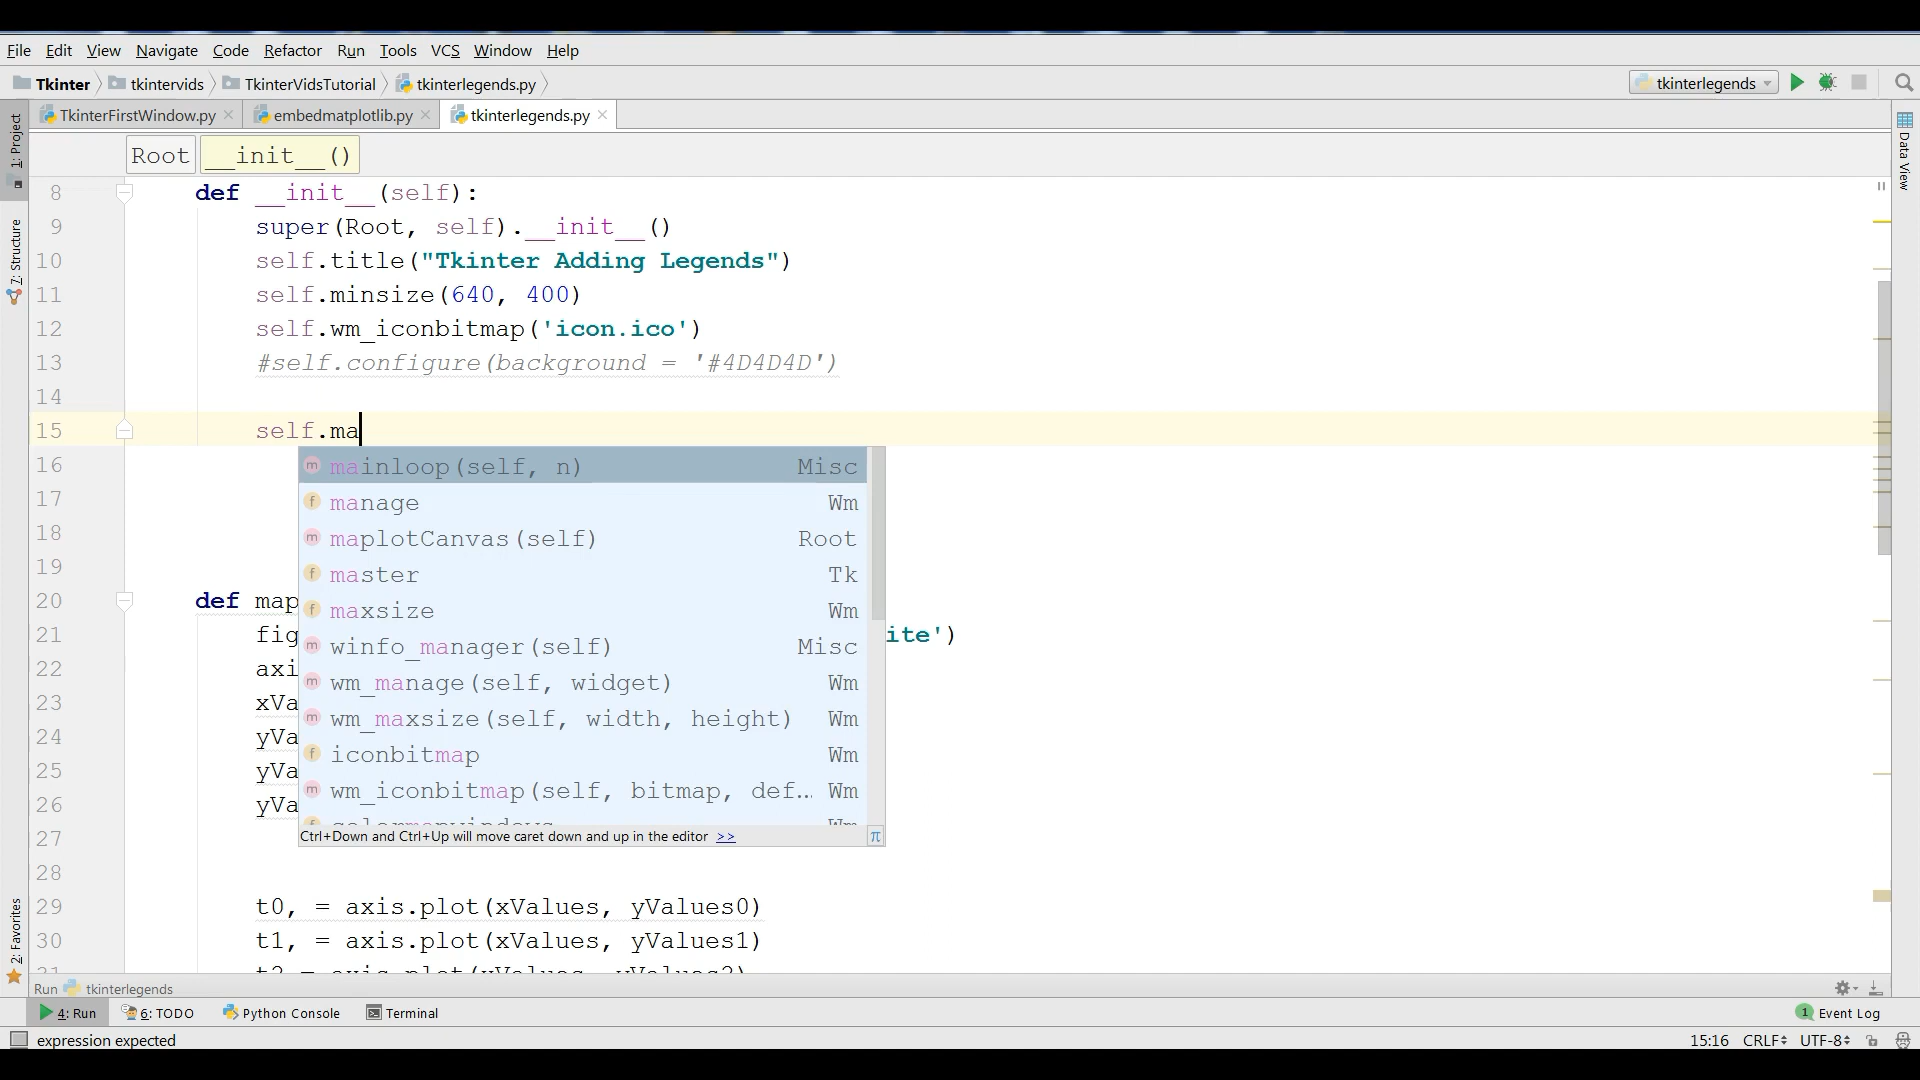 File Edit View Navigate Code Refactor Run Tools VCS Window Help
Tkinter tkintervids TkinterVidsTutorial tkinterlegends.py tkinterlegends
TkinterFirstWindow.py embedmatplotlib.py tkinterlegends.py
1: Project
7: Structure
2: Favorites
Data View
Root __init__()
8 def __init__(self):
9 super(Root, self).__init__()
10 self.title("Tkinter Adding Legends")
11 self.minsize(640, 400)
12 self.wm_iconbitmap('icon.ico')
13 #self.configure(background = '#4D4D4D')
14
15 self.ma
16
17
18
19
20 def map
21 fig ite')
22 axi
23 xVa
24 yVa
25 yVa
26 yVa
27
28
29 t0, = axis.plot(xValues, yValues0)
30 t1, = axis.plot(xValues, yValues1)
m mainloop(self, n) Misc
f manage Wm
m maplotCanvas(self) Root
f master Tk
f maxsize Wm
m winfo_manager(self) Misc
m wm_manage(self, widget) Wm
m wm_maxsize(self, width, height) Wm
f iconbitmap Wm
m wm_iconbitmap(self, bitmap, def… Wm
Ctrl+Down and Ctrl+Up will move caret down and up in the editor >> π
Run tkinterlegends
4: Run 6: TODO Python Console Terminal 1 Event Log
expression expected 15:16 CRLF UTF-8